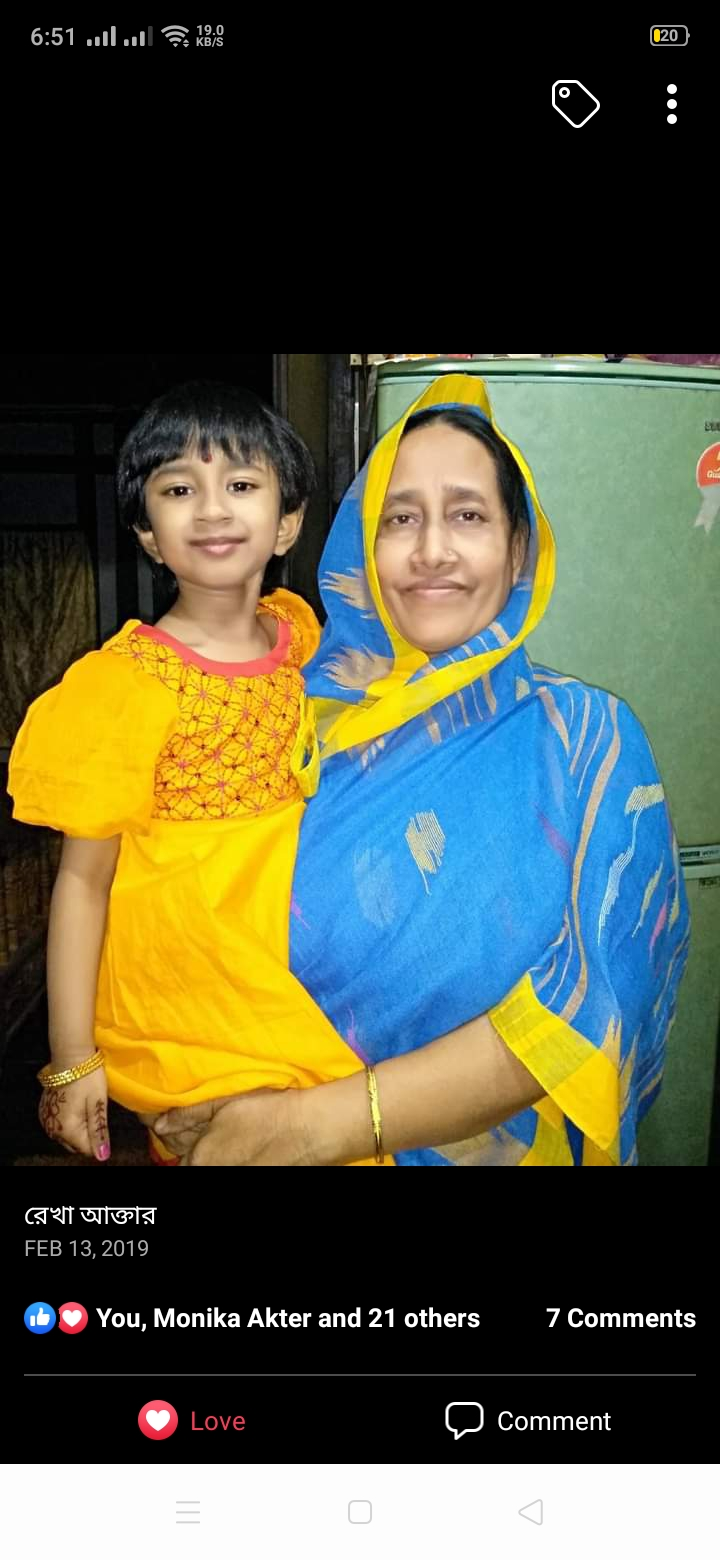 6:51 19.0 KB/S 20
রেখা আক্তার
FEB 13, 2019
You, Monika Akter and 21 others 7 Comments
Love Comment